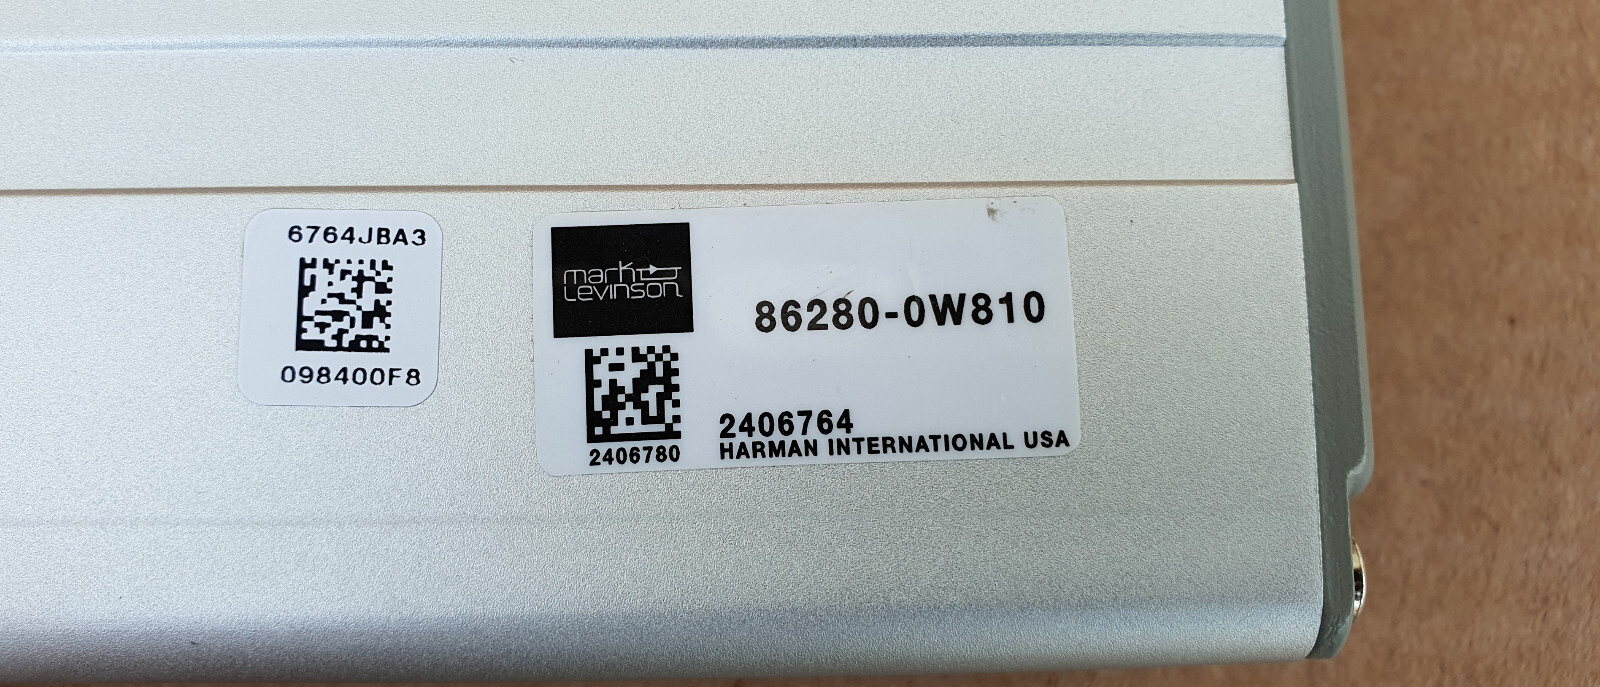 6764JBA3
098400F8
mark
Levinson
86280-0W810
2406780
2406764
HARMAN INTERNATIONAL USA